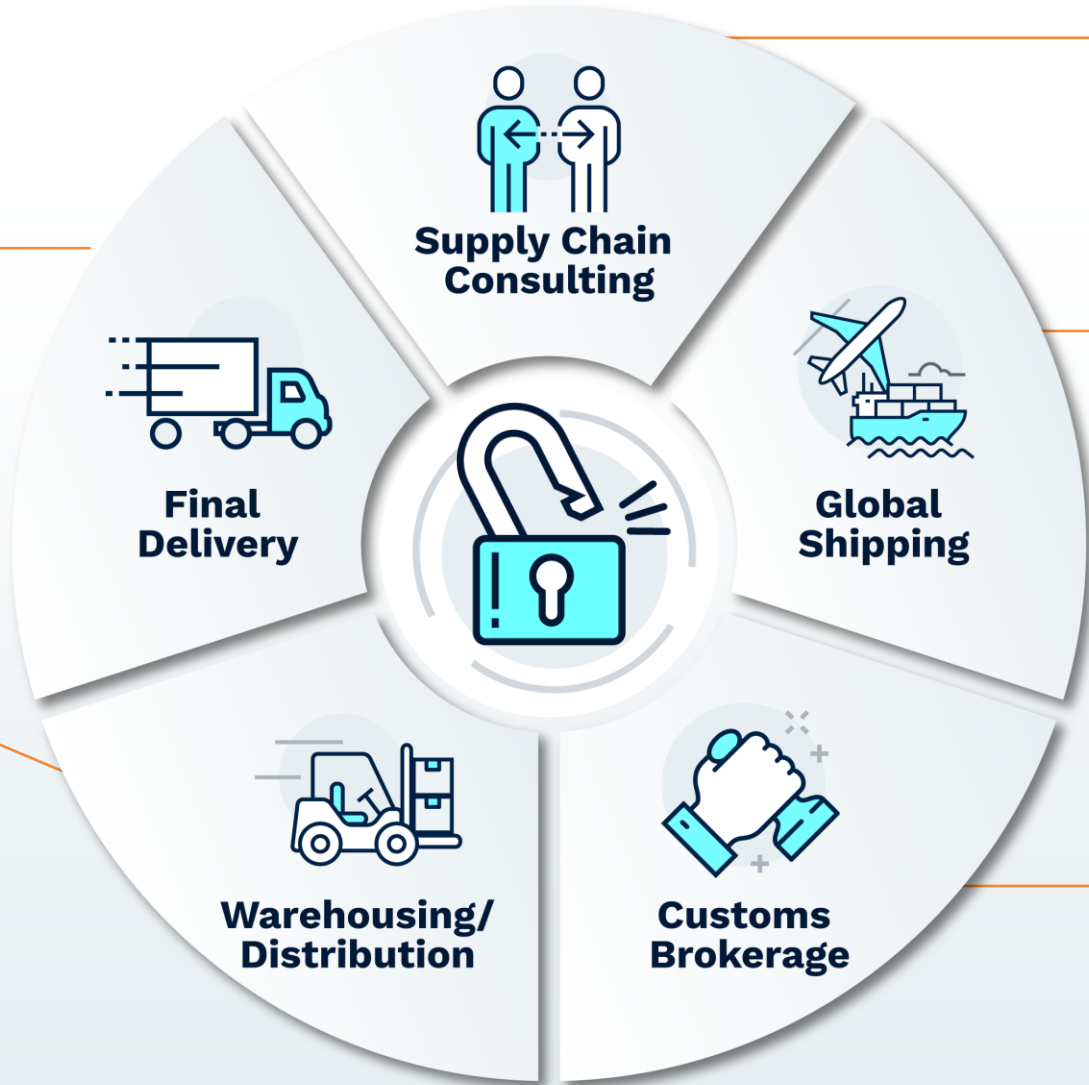 Supply Chain
Consulting
Global
Shipping
Customs
Brokerage
Warehousing/
Distribution
Final
Delivery